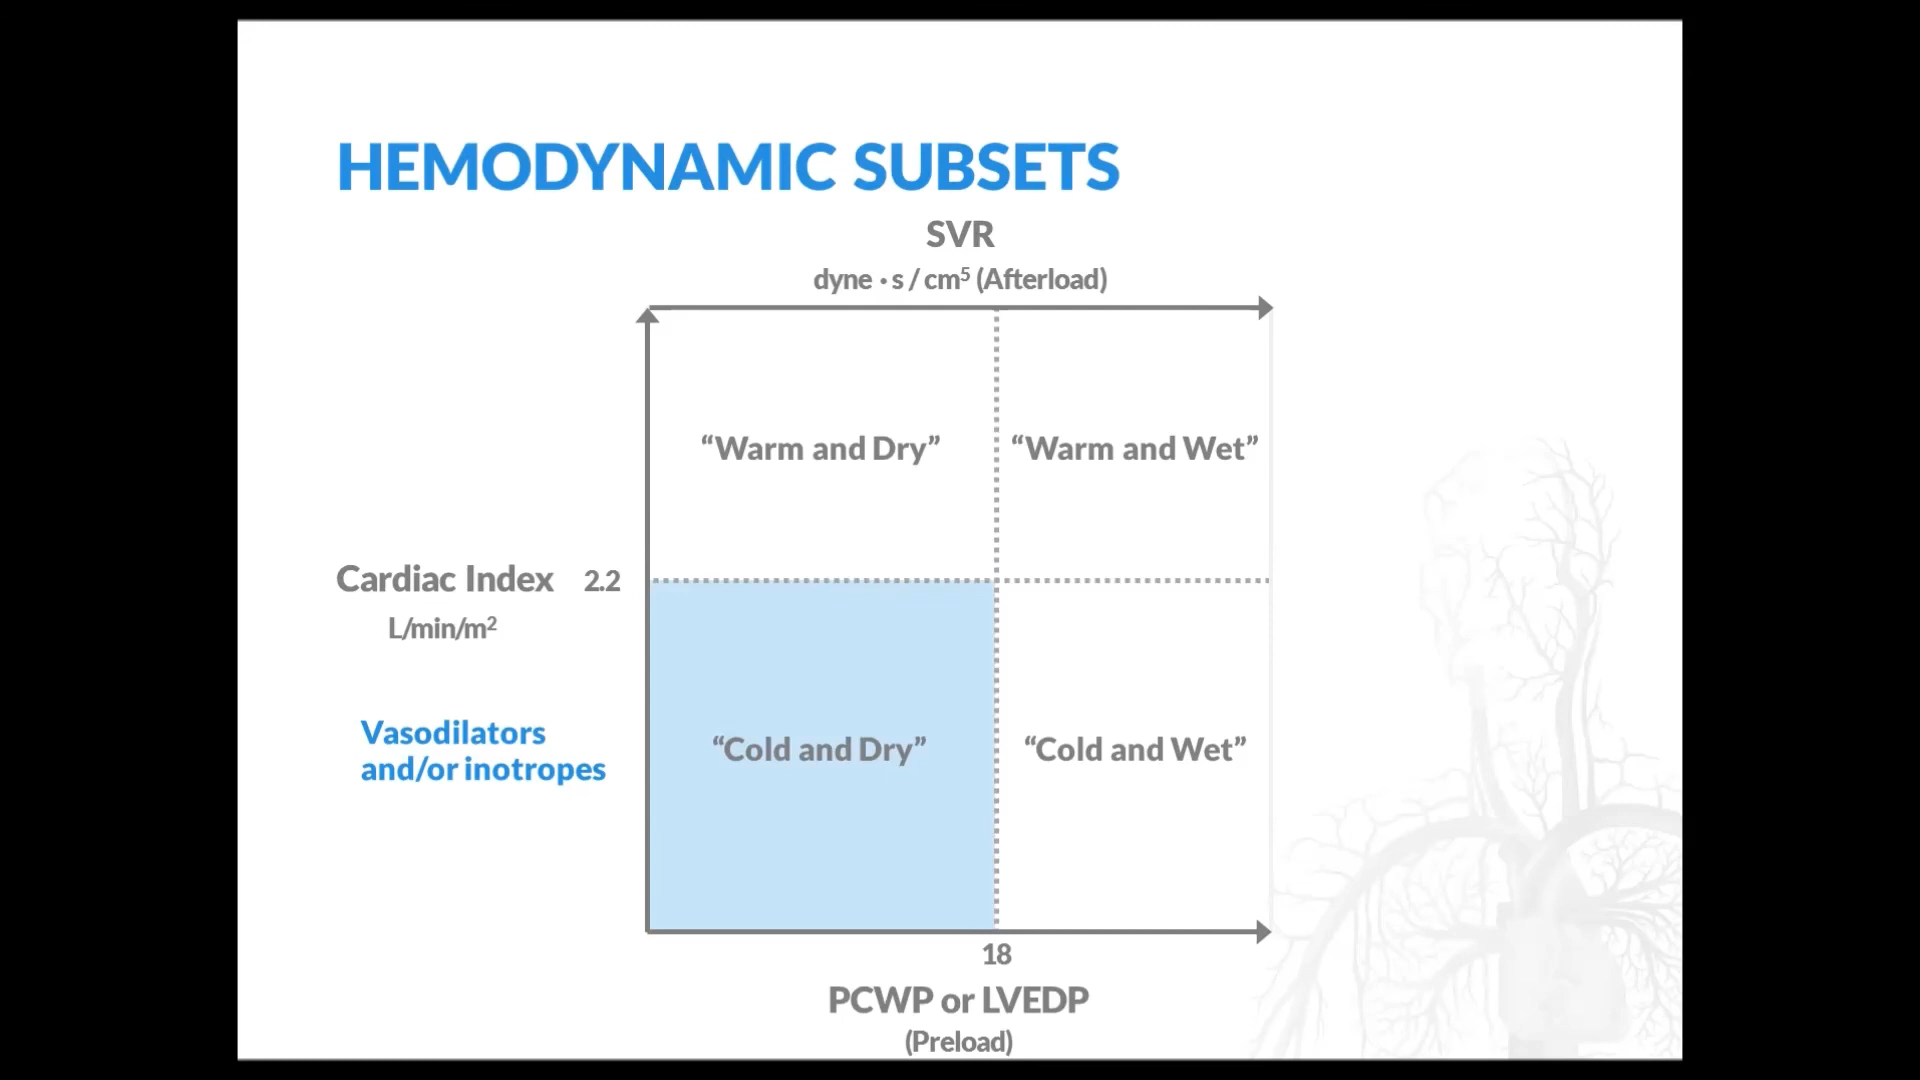 HEMODYNAMIC SUBSETS
SVR
dyne · s / cm⁵ (Afterload)
“Warm and Dry” “Warm and Wet”
Cardiac Index 2.2
L/min/m²
Vasodilators
and/or inotropes
“Cold and Dry” “Cold and Wet”
18
PCWP or LVEDP
(Preload)